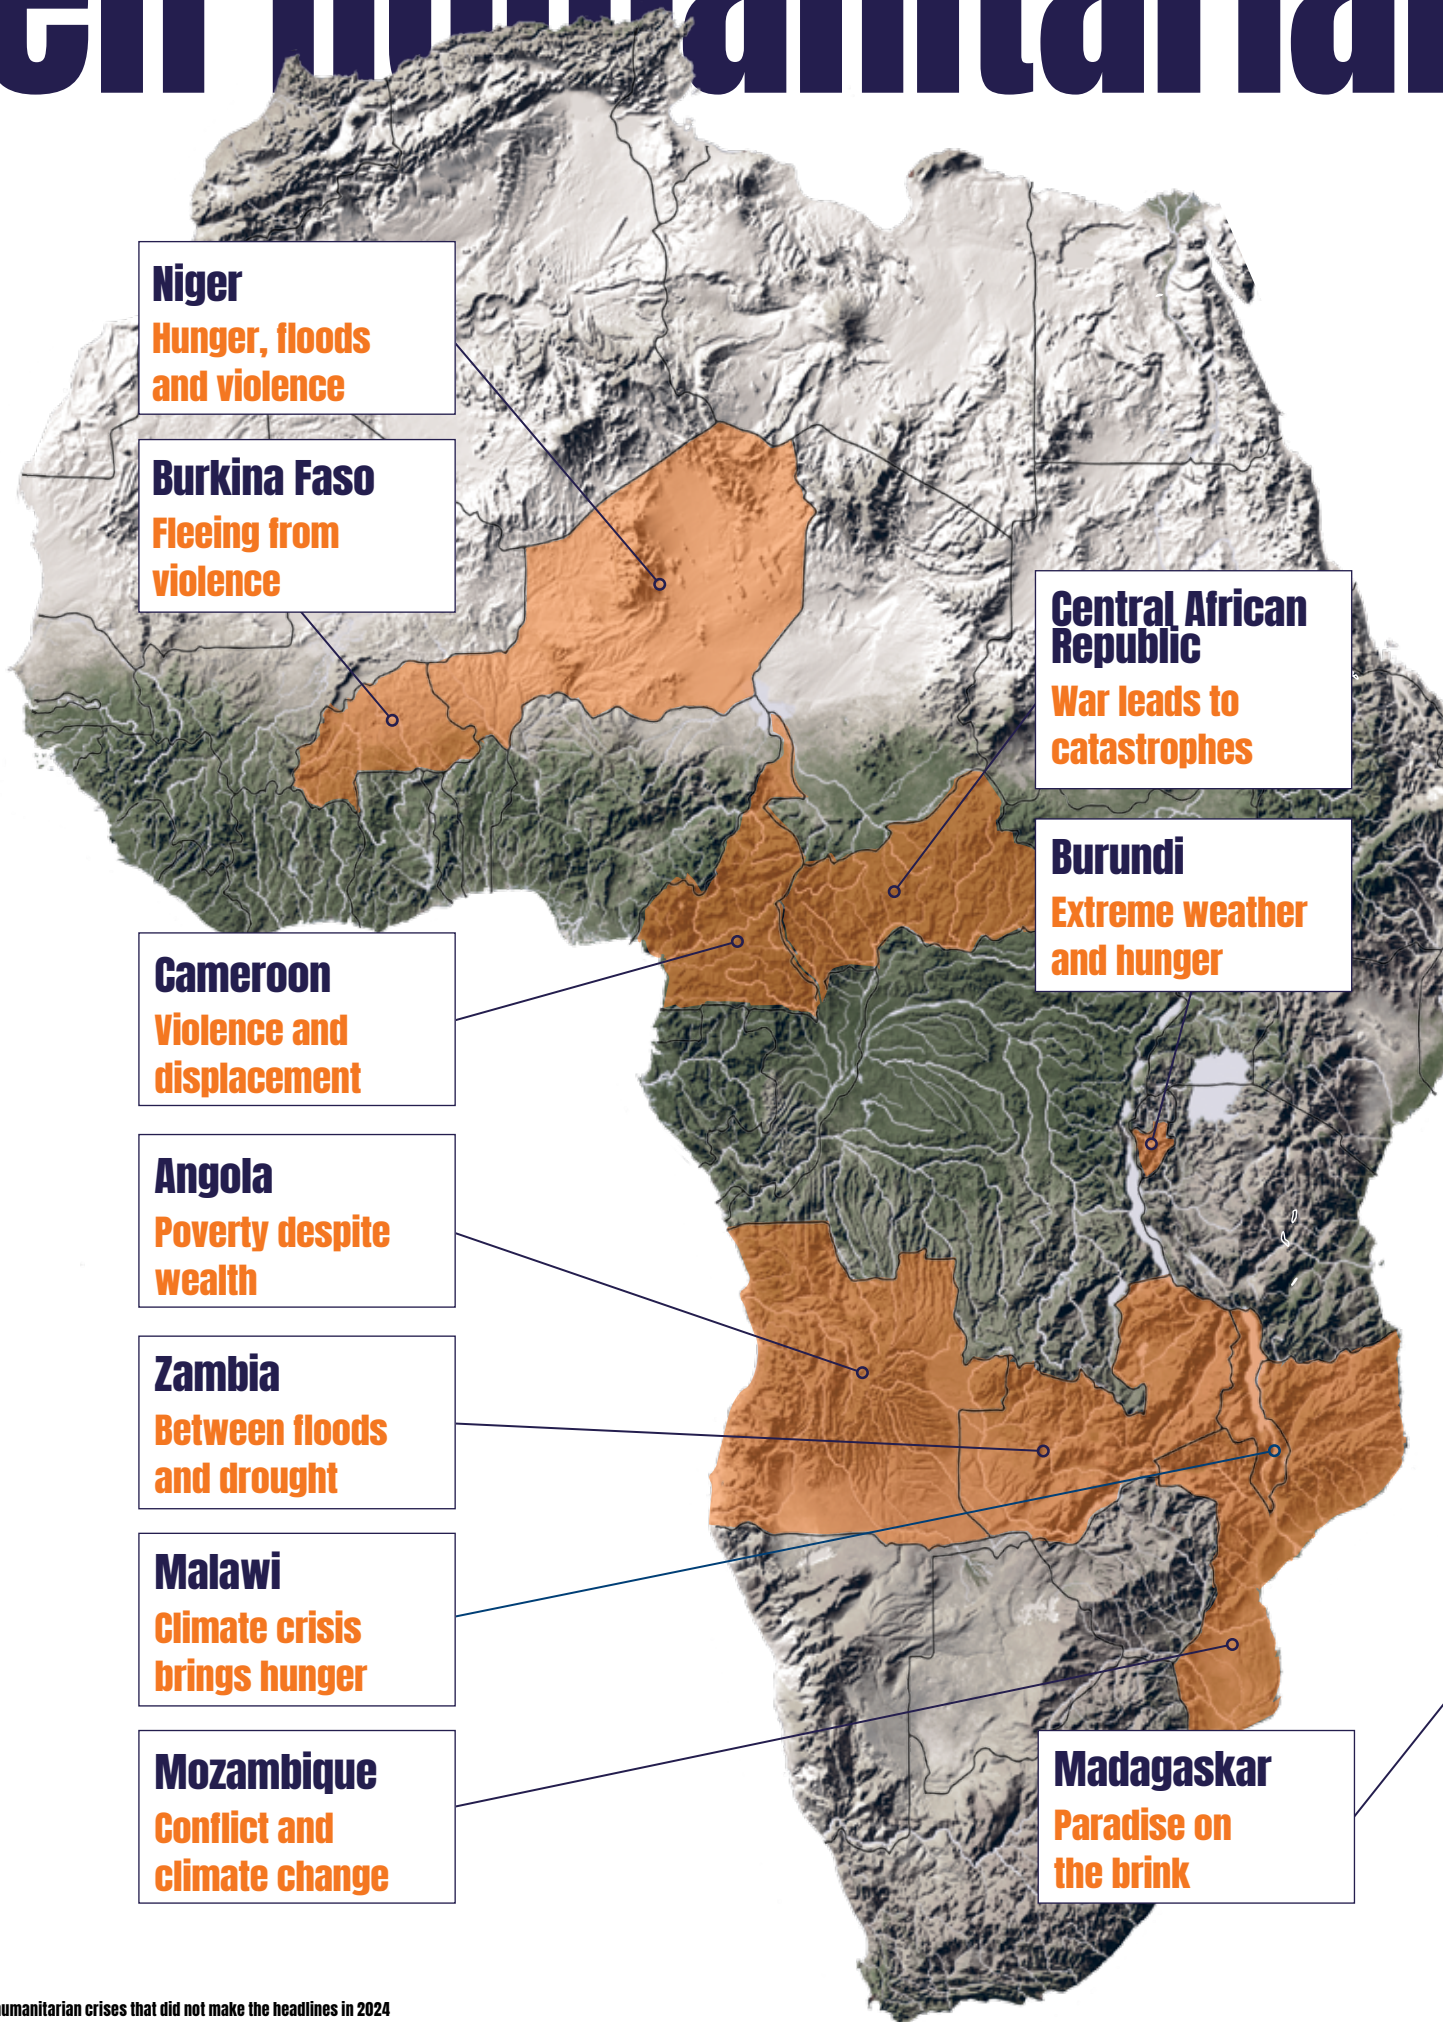 en humanitarian
Niger
Hunger, floods
and violence
Burkina Faso
Fleeing from
violence
Central African
Republic
War leads to
catastrophes
Burundi
Extreme weather
and hunger
Cameroon
Violence and
displacement
Angola
Poverty despite
wealth
Zambia
Between floods
and drought
Malawi
Climate crisis
brings hunger
Mozambique
Conflict and
climate change
Madagaskar
Paradise on
the brink
humanitarian crises that did not make the headlines in 2024